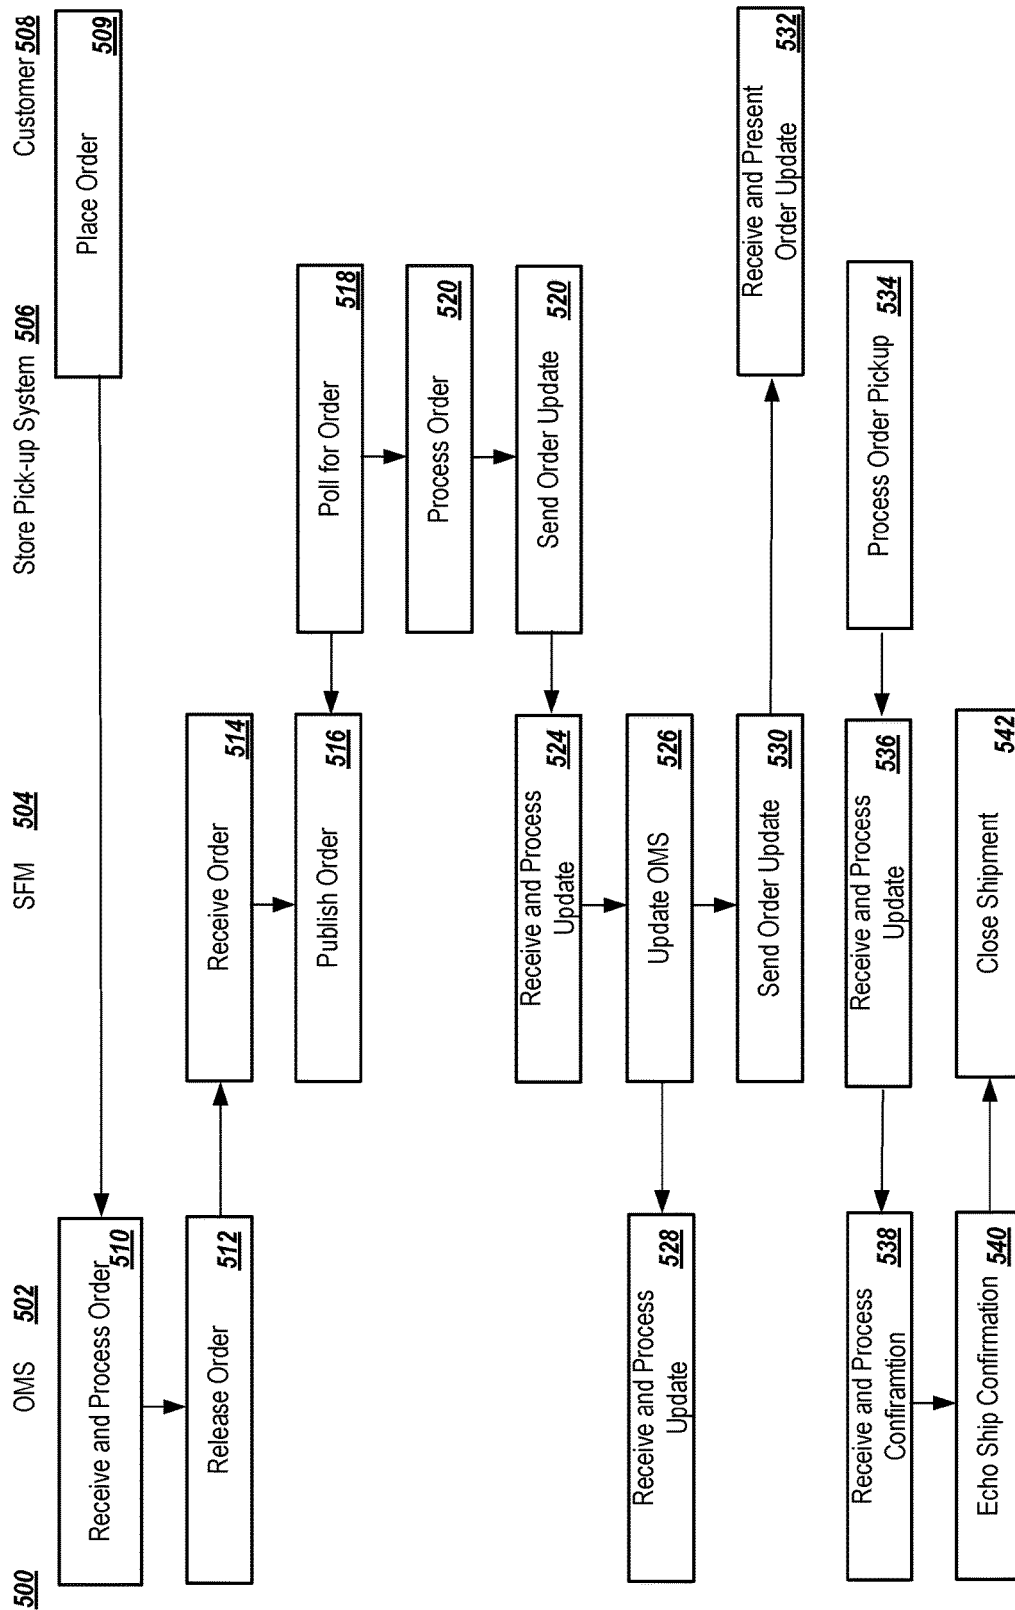 500
OMS 502
SFM 504
Store Pick-up System 506
Customer 508
Place Order
509
Receive and Process Order
510
Release Order
512
Receive Order
514
Publish Order
516
Poll for Order
518
Process Order
520
Send Order Update
520
Receive and Process
Update
524
Update OMS
526
Receive and Process
Update
528
Send Order Update
530
Receive and Present
Order Update
532
Process Order Pickup
534
Receive and Process
Update
536
Receive and Process
Confiramtion
538
Echo Ship Confirmation
540
Close Shipment
542